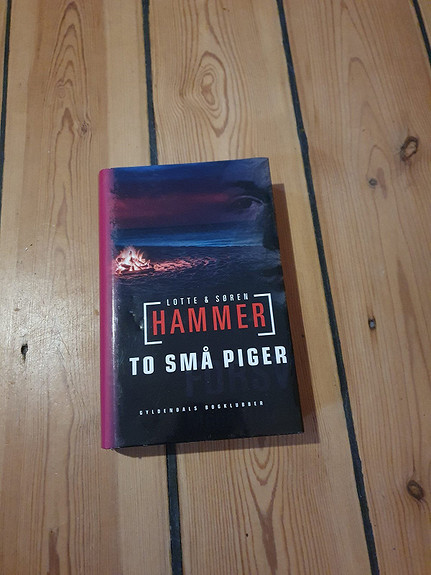 LOTTE & SØREN
HAMMER
TO SMÅ PIGER
GYLDENDALS BOGKLUBBER